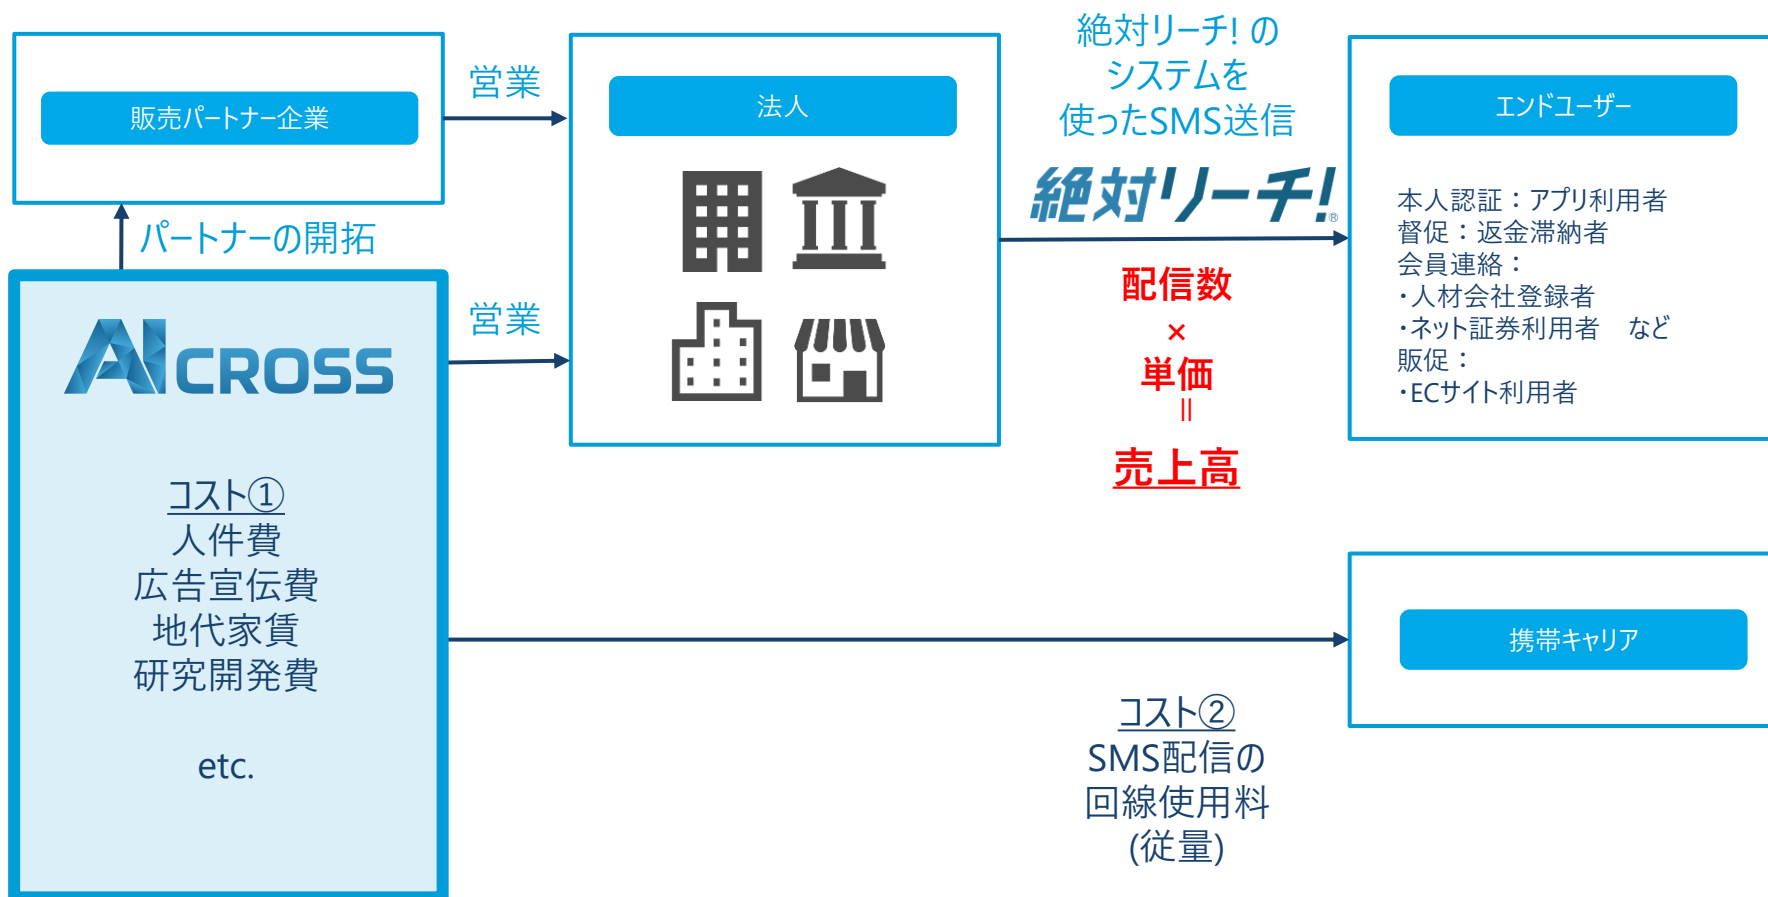 販売パートナー企業
営業
法人
絶対リーチ! の
システムを
使ったSMS送信
絶対リーチ!®
エンドユーザー
本人認証：アプリ利用者
督促：返金滞納者
会員連絡：
・人材会社登録者
・ネット証券利用者　など
販促：
・ECサイト利用者
パートナーの開拓
営業
配信数
×
単価
＝
売上高
AI CROSS
コスト①
人件費
広告宣伝費
地代家賃
研究開発費
etc.
携帯キャリア
コスト②
SMS配信の
回線使用料
(従量)